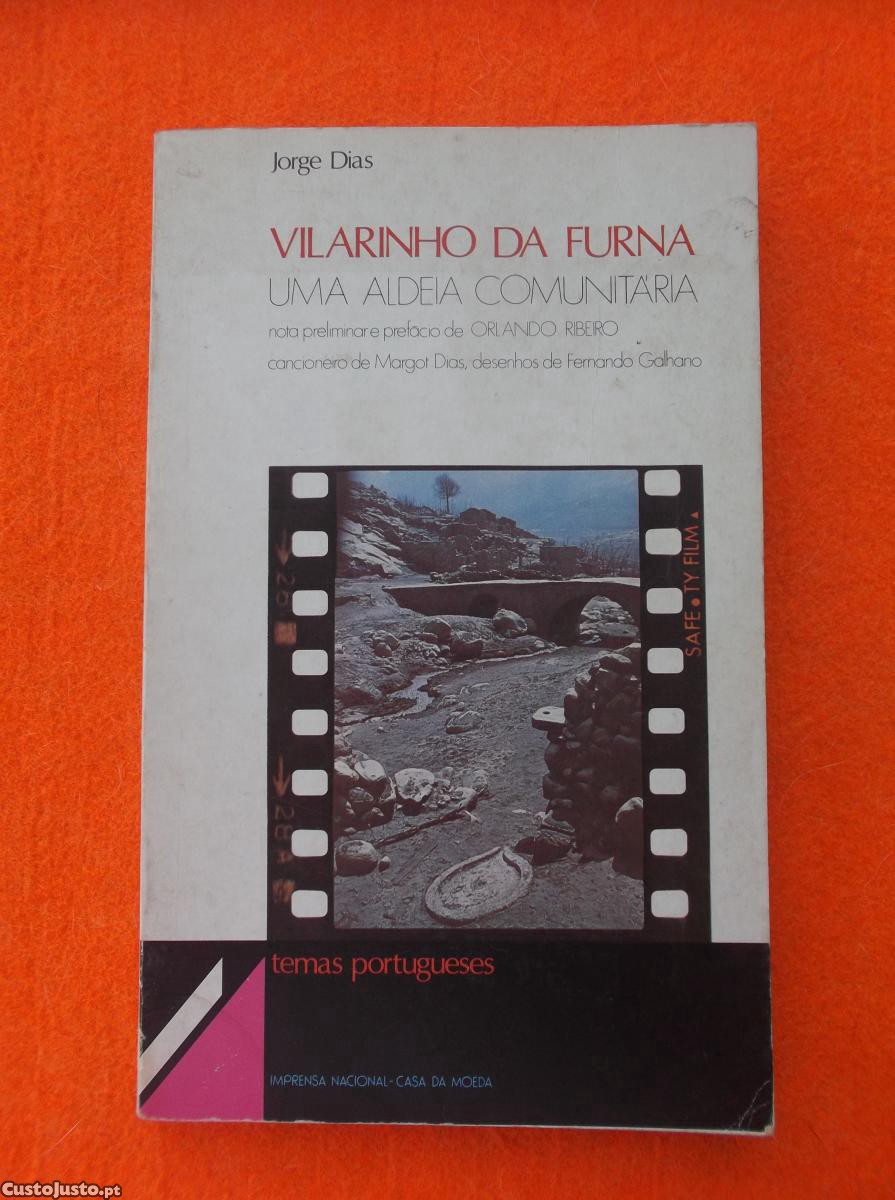 Jorge Dias
VILARINHO DA FURNA
UMA ALDEIA COMUNITÁRIA
nota preliminar e prefácio de ORLANDO RIBEIRO
cancioneiro de Margot Dias, desenhos de Fernando Galhano
SAFE TY FILM
temas portugueses
IMPRENSA NACIONAL-CASA DA MOEDA
CustoJusto.pt